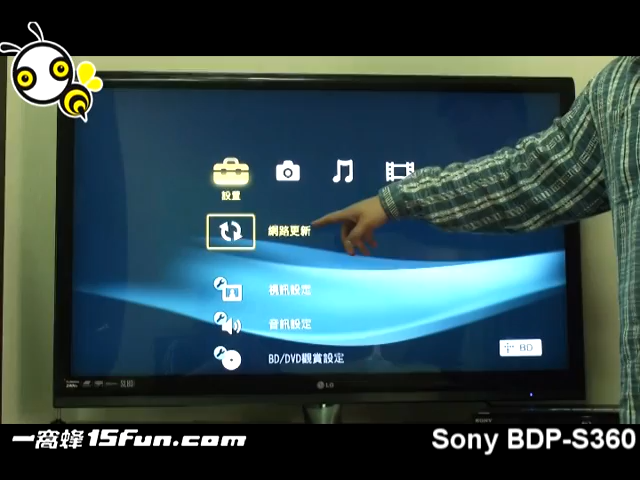 設置
網路更新
視訊設定
音訊設定
BD/DVD觀賞設定
BD
LG
SONY
一窩蜂15Fun.com
Sony BDP-S360